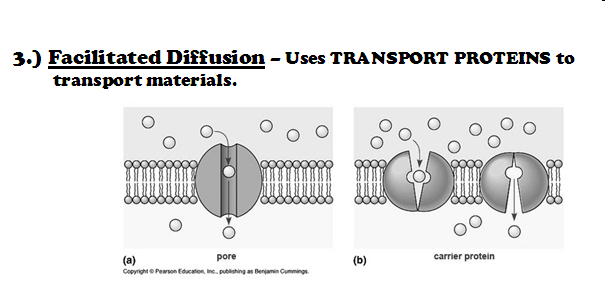 3.) Facilitated Diffusion – Uses TRANSPORT PROTEINS to
transport materials.
(a)
pore
(b)
carrier protein
Copyright © Pearson Education, Inc., publishing as Benjamin Cummings.